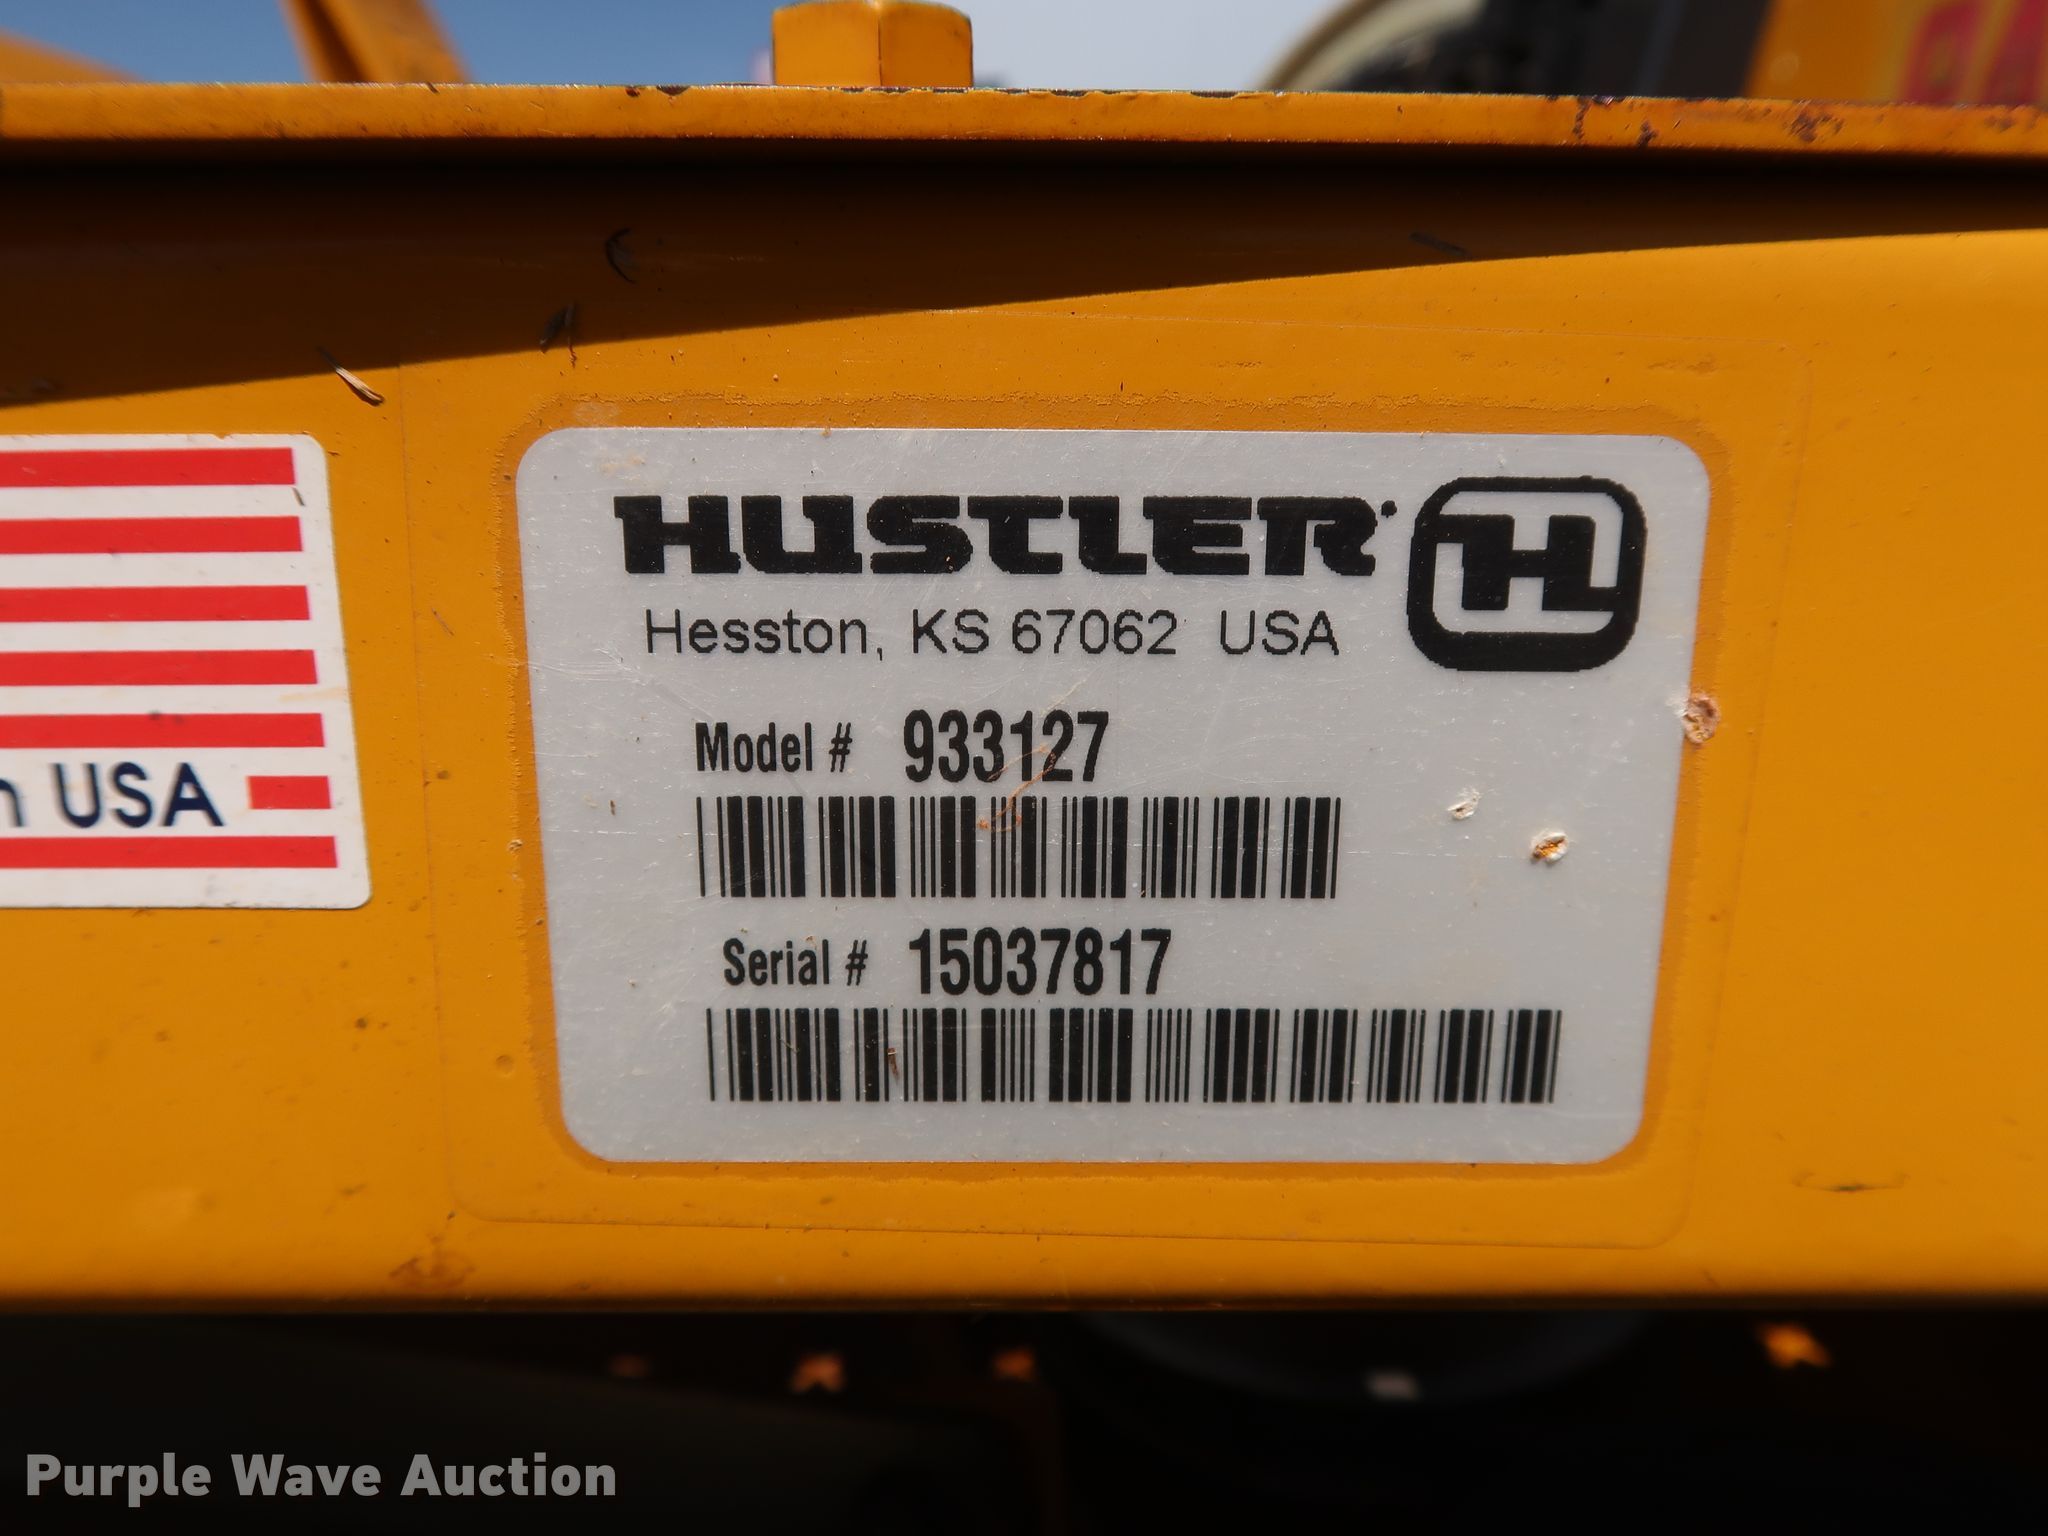 HUSTLER
H
Hesston, KS 67062 USA
Model # 933127
Serial # 15037817
USA
Purple Wave Auction